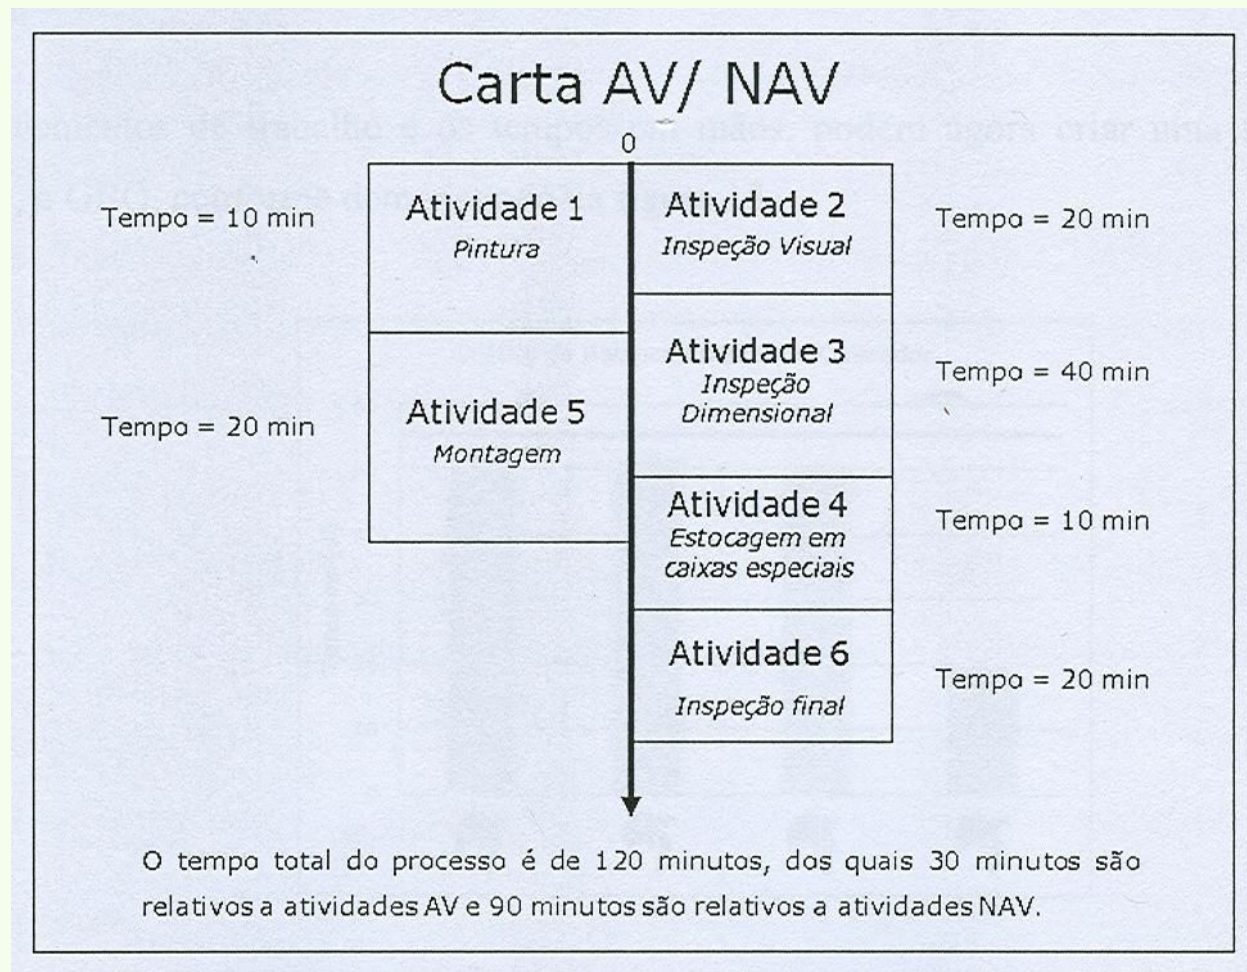 Carta AV/ NAV
0
Tempo = 10 min
Atividade 1
Pintura
Atividade 2
Inspeção Visual
Tempo = 20 min
Atividade 3
Inspeção
Dimensional
Tempo = 40 min
Tempo = 20 min
Atividade 5
Montagem
Atividade 4
Estocagem em
caixas especiais
Tempo = 10 min
Atividade 6
Inspeção final
Tempo = 20 min
O tempo total do processo é de 120 minutos, dos quais 30 minutos são
relativos a atividades AV e 90 minutos são relativos a atividades NAV.